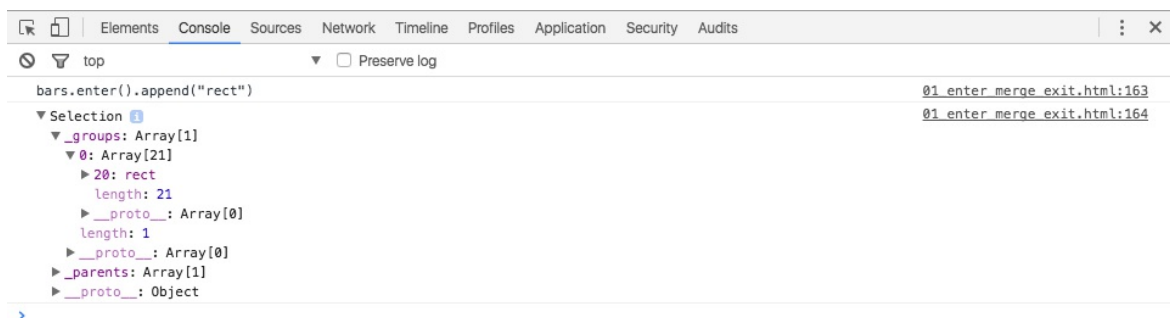 Elements Console Sources Network Timeline Profiles Application Security Audits
top Preserve log
bars.enter().append("rect") 01_enter_merge_exit.html:163
Selection 01_enter_merge_exit.html:164
_groups: Array[1]
0: Array[21]
20: rect
length: 21
__proto__: Array[0]
length: 1
__proto__: Array[0]
_parents: Array[1]
__proto__: Object